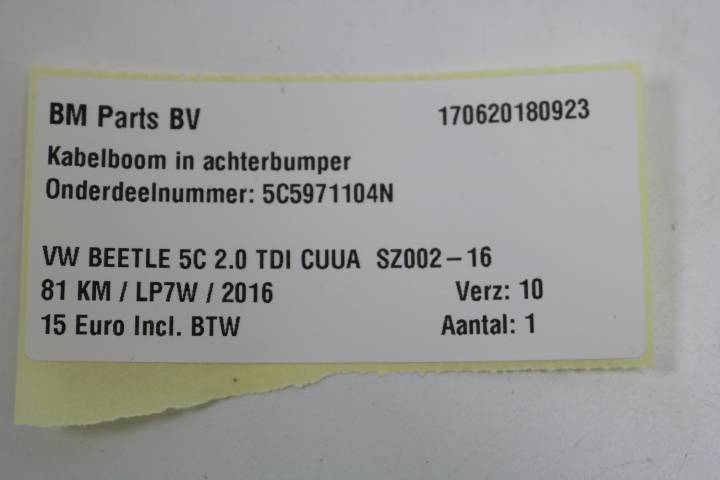 BM Parts BV 170620180923
Kabelboom in achterbumper
Onderdeelnummer: 5C5971104N
VW BEETLE 5C 2.0 TDI CUUA SZ002-16
81 KM / LP7W / 2016 Verz: 10
15 Euro Incl. BTW Aantal: 1